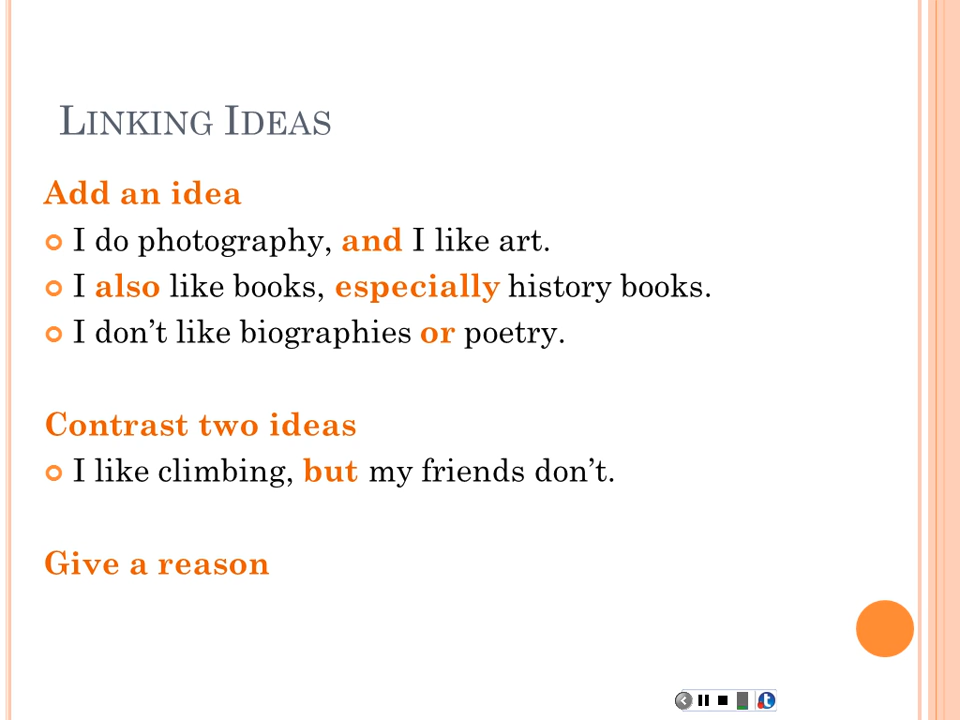 LINKING IDEAS
Add an idea
I do photography, and I like art.
I also like books, especially history books.
I don’t like biographies or poetry.
Contrast two ideas
I like climbing, but my friends don’t.
Give a reason